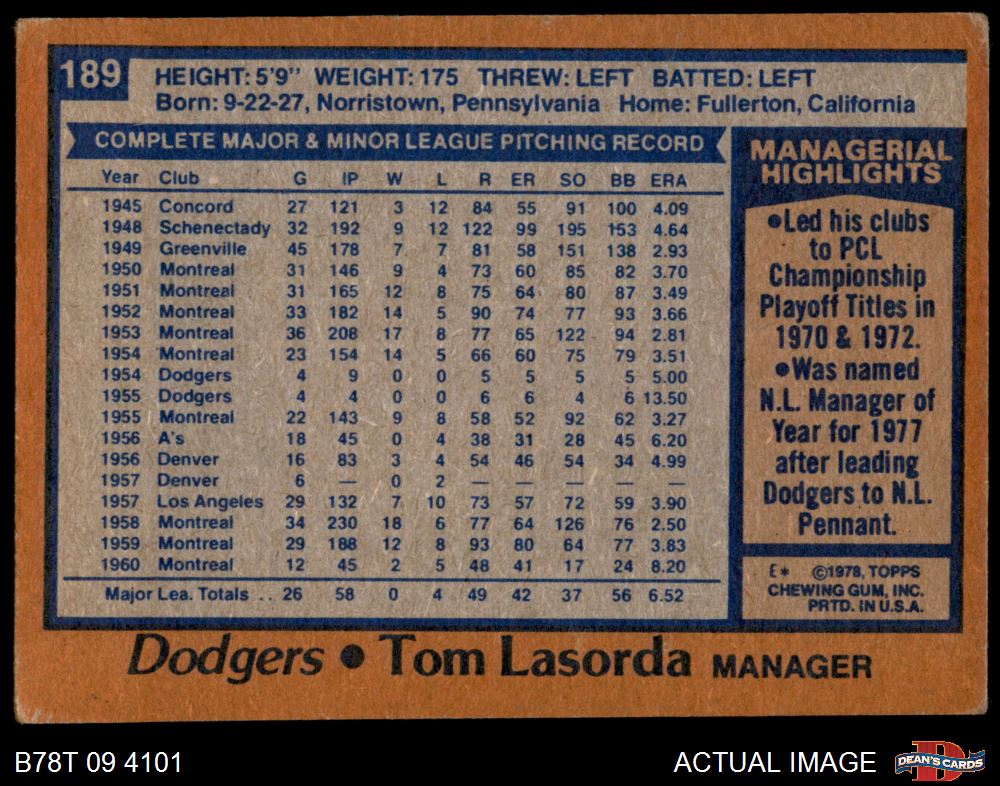 189
HEIGHT: 5'9" WEIGHT: 175 THREW: LEFT BATTED: LEFT
Born: 9-22-27, Norristown, Pennsylvania Home: Fullerton, California
COMPLETE MAJOR & MINOR LEAGUE PITCHING RECORD
Year Club G IP W L R ER SO BB ERA
1945 Concord 27 121 3 12 84 55 91 100 4.09
1948 Schenectady 32 192 9 12 122 99 195 153 4.64
1949 Greenville 45 178 7 7 81 58 151 138 2.93
1950 Montreal 31 146 9 4 73 60 85 82 3.70
1951 Montreal 31 165 12 8 75 64 80 87 3.49
1952 Montreal 33 182 14 5 90 74 77 93 3.66
1953 Montreal 36 208 17 8 77 65 122 94 2.81
1954 Montreal 23 154 14 5 66 60 75 79 3.51
1954 Dodgers 4 9 0 0 5 5 5 5 5.00
1955 Dodgers 4 4 0 0 6 6 4 6 13.50
1955 Montreal 22 143 9 8 58 52 92 62 3.27
1956 A's 18 45 0 4 38 31 28 45 6.20
1956 Denver 16 83 3 4 54 46 54 34 4.99
1957 Denver 6 — 0 2 — — — — —
1957 Los Angeles 29 132 7 10 73 57 72 59 3.90
1958 Montreal 34 230 18 6 77 64 126 76 2.50
1959 Montreal 29 188 12 8 93 80 64 77 3.83
1960 Montreal 12 45 2 5 48 41 17 24 8.20
Major Lea. Totals .. 26 58 0 4 49 42 37 56 6.52
MANAGERIAL
HIGHLIGHTS
●Led his clubs
to PCL
Championship
Playoff Titles in
1970 & 1972.
●Was named
N.L. Manager of
Year for 1977
after leading
Dodgers to N.L.
Pennant.
E* ©1978, TOPPS
CHEWING GUM, INC.
PRTD. IN U.S.A.
Dodgers ● Tom Lasorda MANAGER
B78T 09 4101
ACTUAL IMAGE
D
DEAN'S CARDS